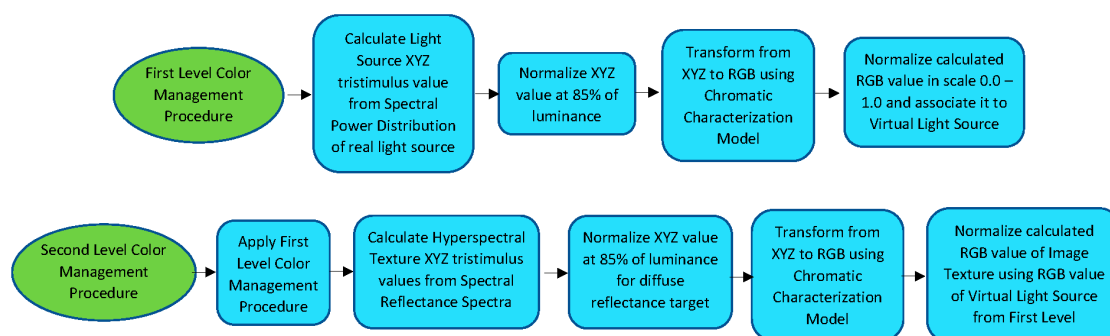 First Level Color
Management
Procedure
Calculate Light
Source XYZ
tristimulus value
from Spectral
Power Distribution
of real light source
Normalize XYZ
value at 85% of
luminance
Transform from
XYZ to RGB using
Chromatic
Characterization
Model
Normalize calculated
RGB value in scale 0.0 –
1.0 and associate it to
Virtual Light Source
Second Level Color
Management
Procedure
Apply First
Level Color
Management
Procedure
Calculate Hyperspectral
Texture XYZ tristimulus
values from Spectral
Reflectance Spectra
Normalize XYZ value
at 85% of luminance
for diffuse
reflectance target
Transform from
XYZ to RGB using
Chromatic
Characterization
Model
Normalize calculated
RGB value of Image
Texture using RGB value
of Virtual Light Source
from First Level